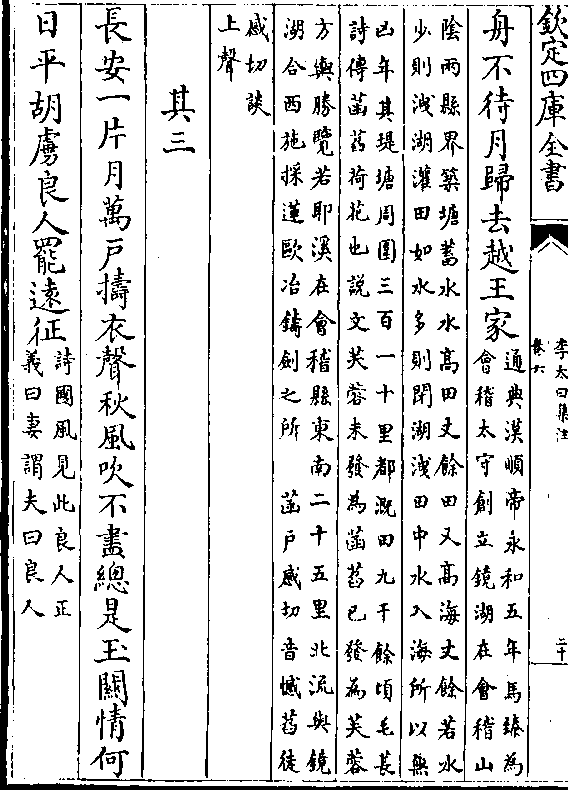 欽定四庫全書
李太白集注
卷六
二十
舟不待月歸去越王家
通典漢順帝永和五年馬臻為
會稽太守創立鏡湖在會稽山
陰兩縣界築塘蓄水水高田丈餘田又高海丈餘若水
少則洩湖灌田如水多則閉湖洩田中水入海所以無
凶年其堤塘周圍三百一十里都溉田九千餘頃毛萇
詩傳菡萏荷花也說文芙蓉未發為菡萏已發為芙蓉
方輿勝覽若耶溪在會稽縣東南二十五里北流與鏡
湖合西施採蓮歐冶鑄劍之所 菡戶感切音憾萏徒
感切談
上聲
其三
長安一片月萬戶擣衣聲秋風吹不盡總是玉關情何
日平胡虜良人罷遠征
詩國風見此良人正
義曰妻謂夫曰良人